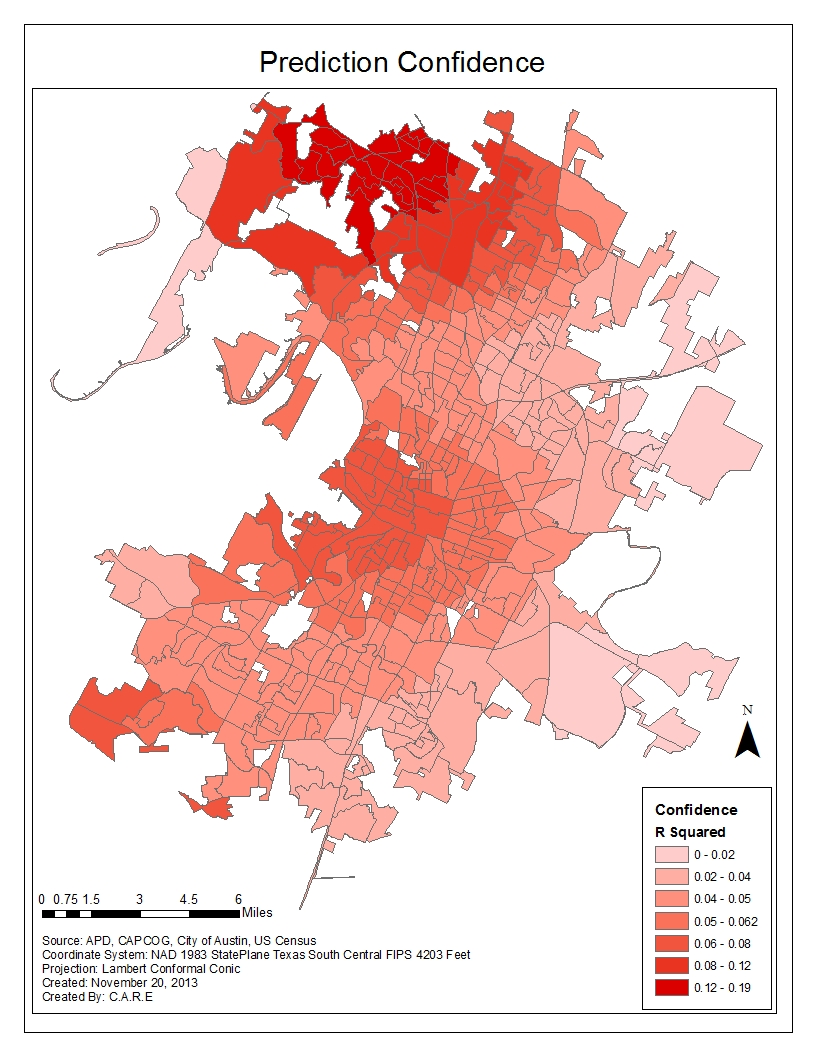 Prediction Confidence
N
Confidence
R Squared
0 - 0.02
0.02 - 0.04
0.04 - 0.05
0.05 - 0.062
0.06 - 0.08
0.08 - 0.12
0.12 - 0.19
0 0.75 1.5 3 4.5 6
Miles
Source: APD, CAPCOG, City of Austin, US Census
Coordinate System: NAD 1983 StatePlane Texas South Central FIPS 4203 Feet
Projection: Lambert Conformal Conic
Created: November 20, 2013
Created By: C.A.R.E